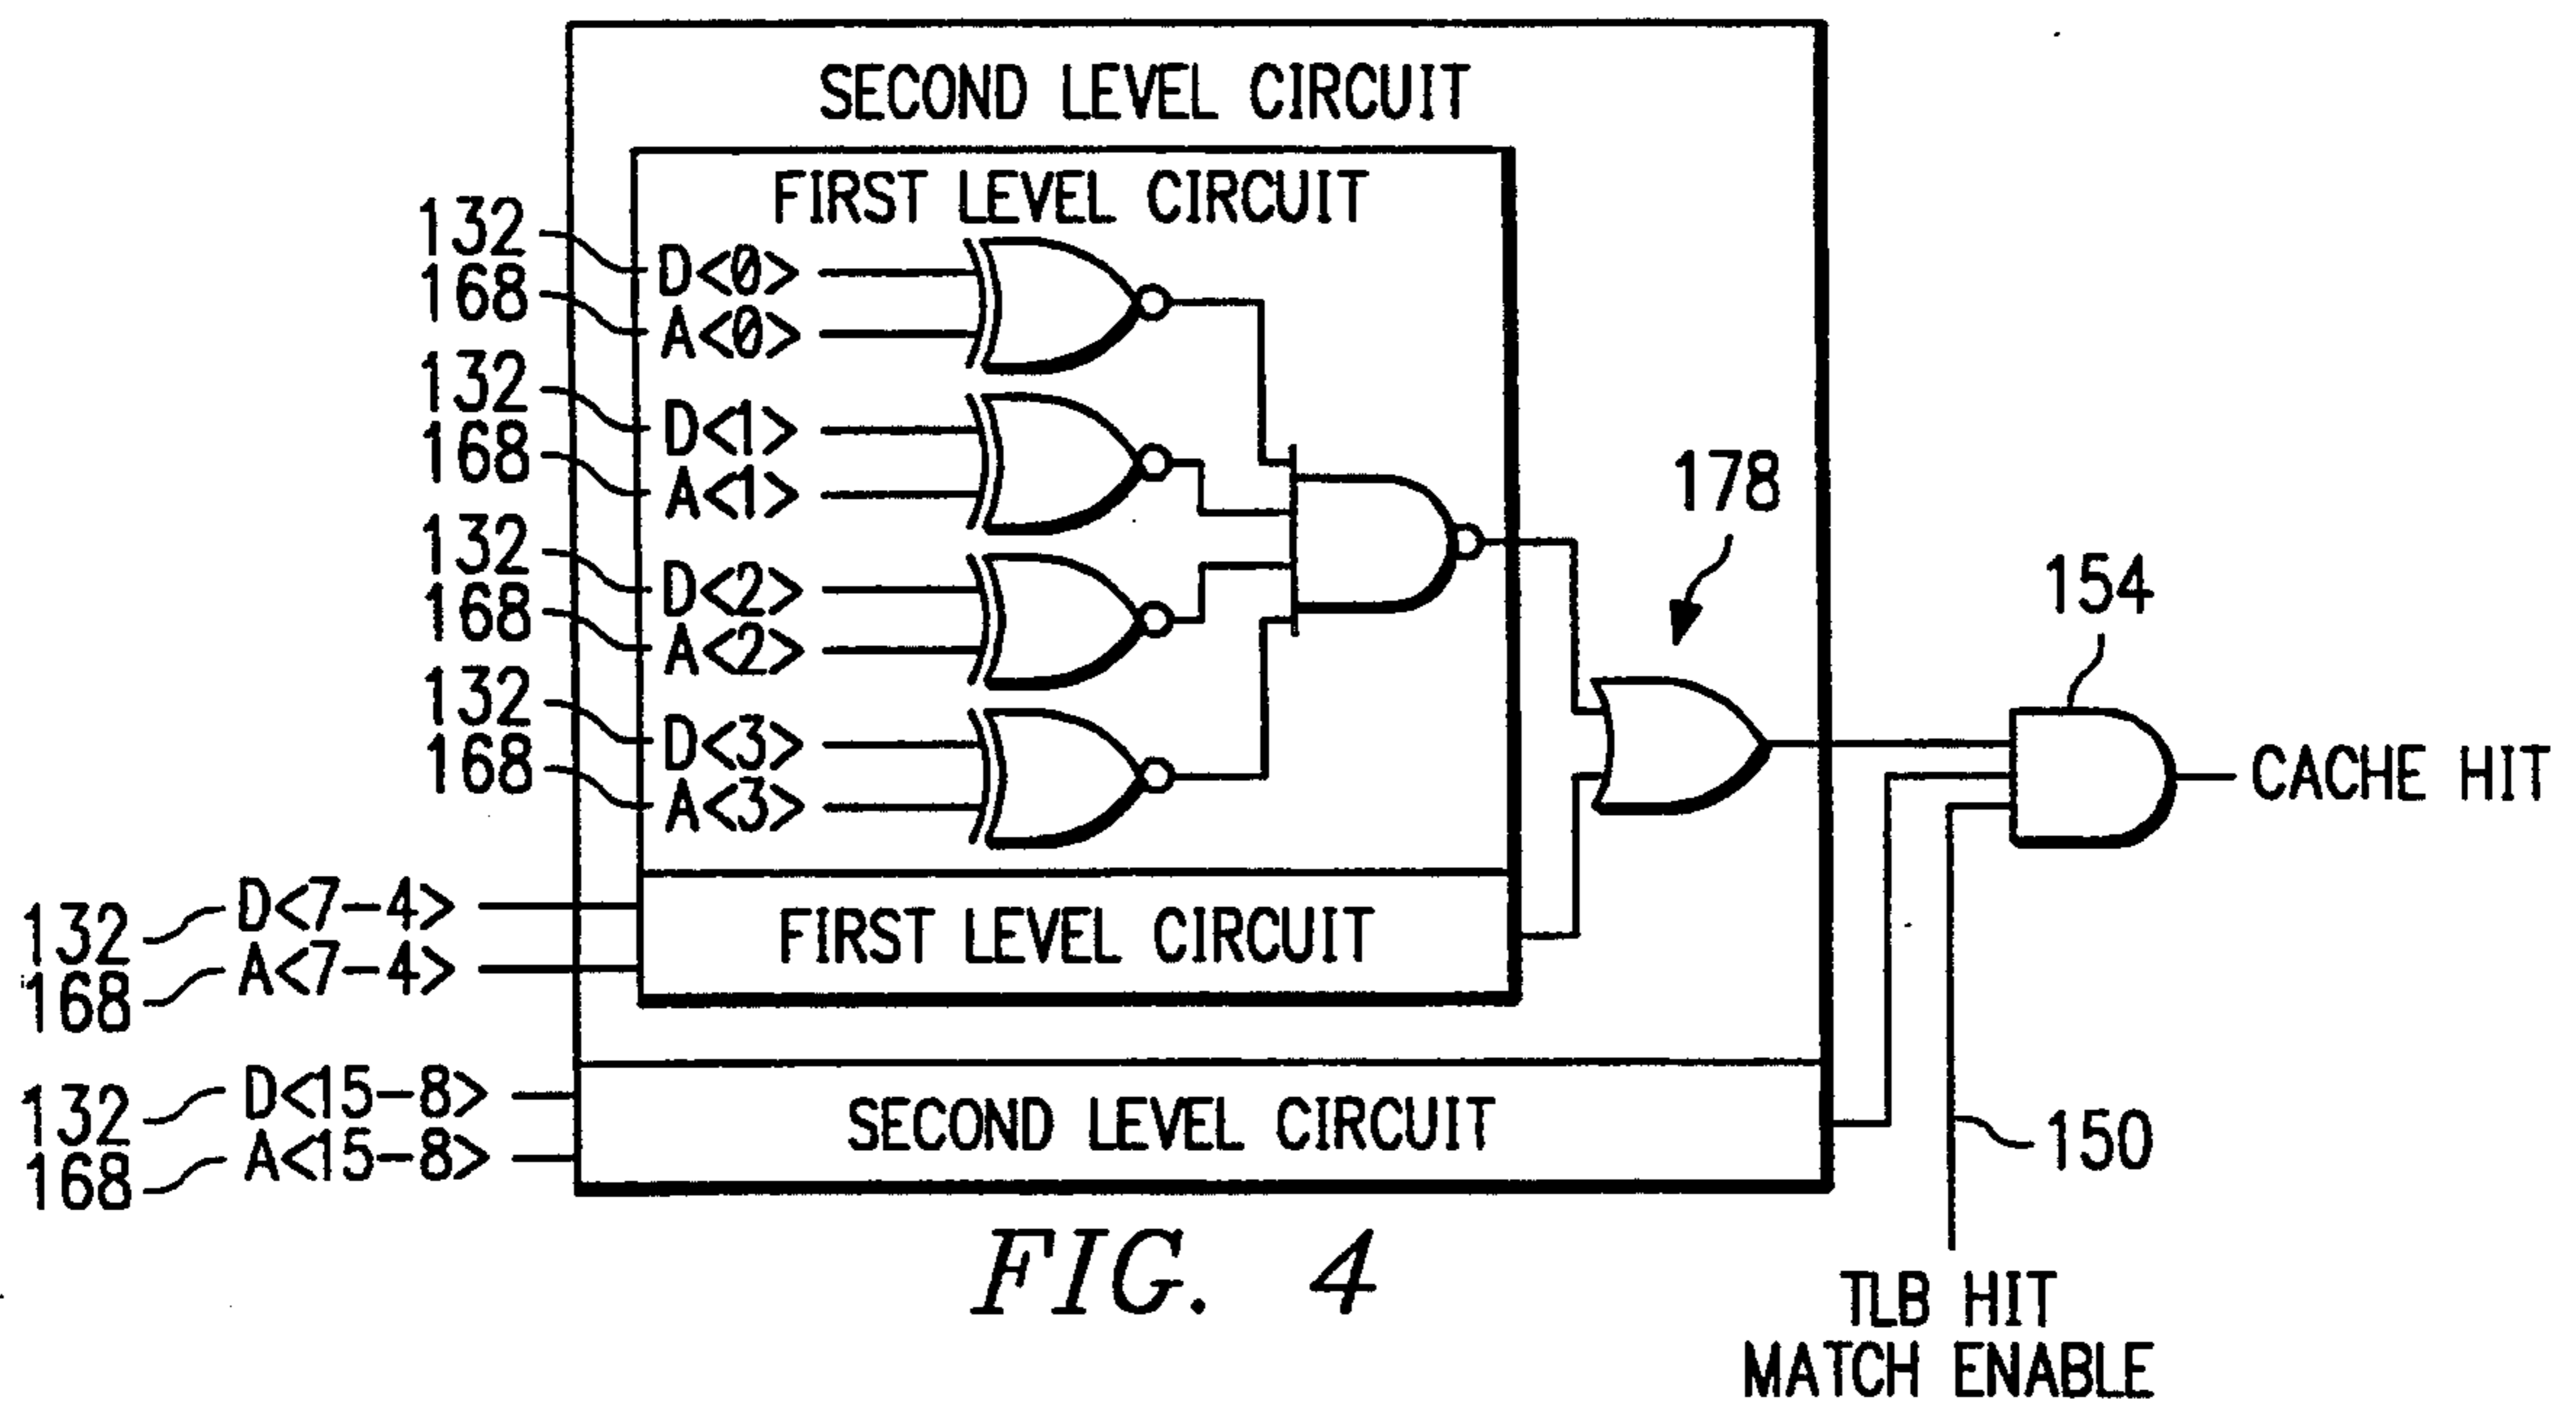 SECOND LEVEL CIRCUIT
FIRST LEVEL CIRCUIT
132
D<0>
168
A<0>
132
D<1>
168
A<1>
132
D<2>
168
A<2>
132
D<3>
168
A<3>
178
154
CACHE HIT
132
D<7-4>
168
A<7-4>
FIRST LEVEL CIRCUIT
132
D<15-8>
168
A<15-8>
SECOND LEVEL CIRCUIT
150
TLB HIT
MATCH ENABLE
FIG. 4